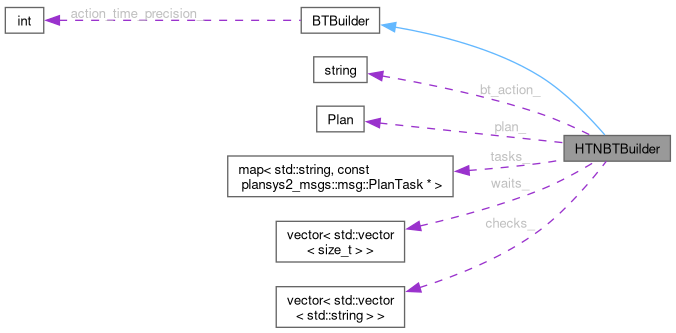 int
action_time_precision_
BTBuilder
string
bt_action_
Plan
plan_
HTNBTBuilder
map< std::string, const
plansys2_msgs::msg::PlanTask * >
tasks_
waits_
vector< std::vector
< size_t > >
checks_
vector< std::vector
< std::string > >